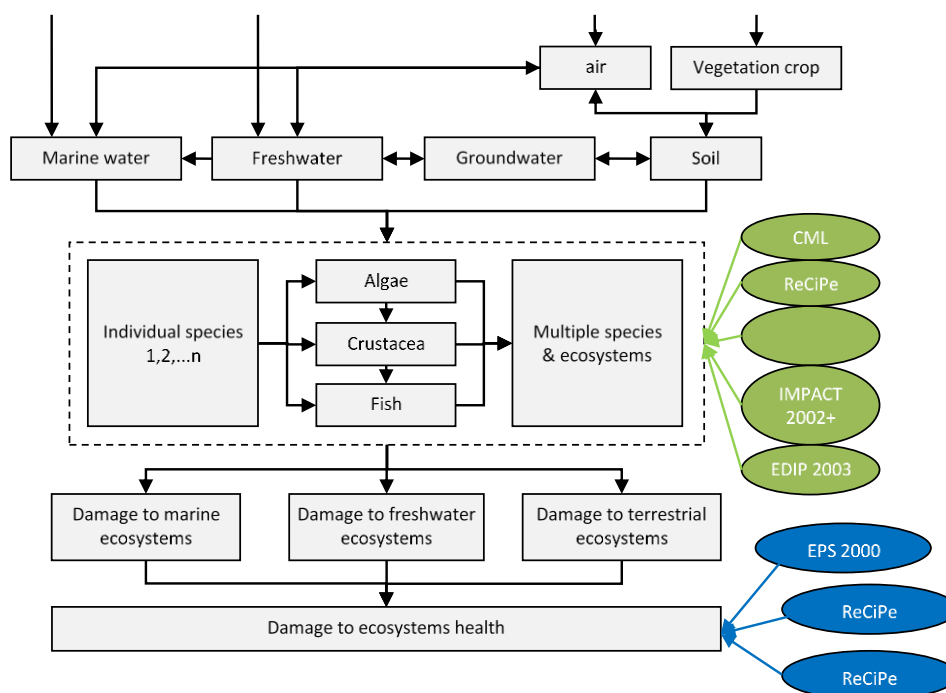 air
Vegetation crop
Marine water
Freshwater
Groundwater
Soil
CML
ReCiPe
Algae
Individual species
1,2,...n
Crustacea
Multiple species
& ecosystems
Fish
IMPACT
2002+
EDIP 2003
Damage to marine
ecosystems
Damage to freshwater
ecosystems
Damage to terrestrial
ecosystems
EPS 2000
ReCiPe
Damage to ecosystems health
ReCiPe